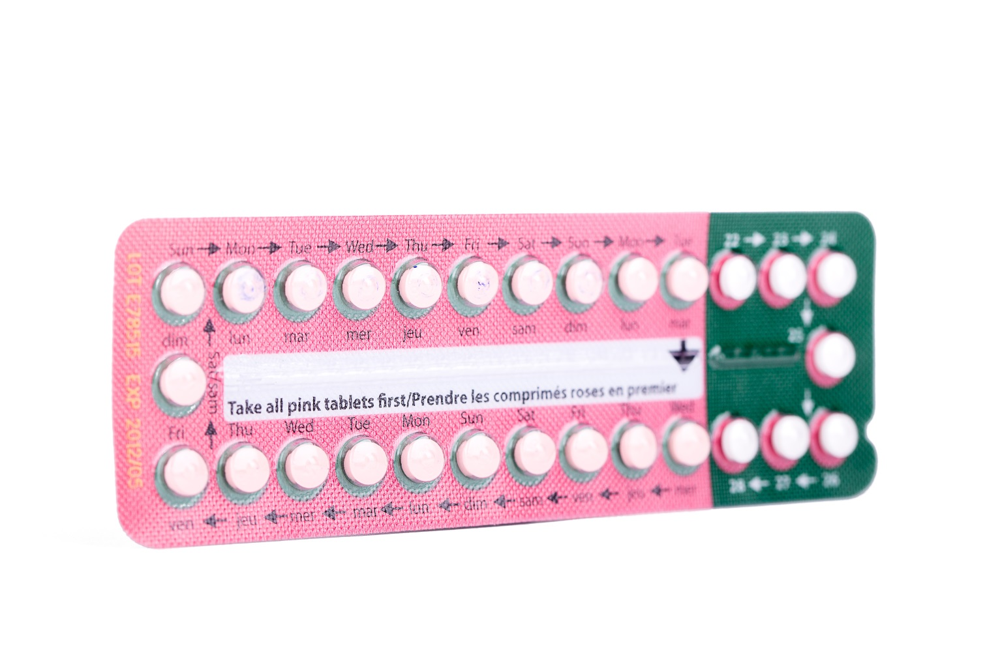 Sun Mon Tue Wed Thu Fri Sat Sun Mon Tue
dim lun mar mer jeu ven sam dim lun mar
22 23 24
25
Sat/sam
Take all pink tablets first/Prendre les comprimés roses en premier
Fri Thu Wed Tue Mon Sun Sat Fri Thu Wed
ven jeu mer mar lun dim sam ven jeu mer
28 27 26
LOT E78515 EXP 2012/05